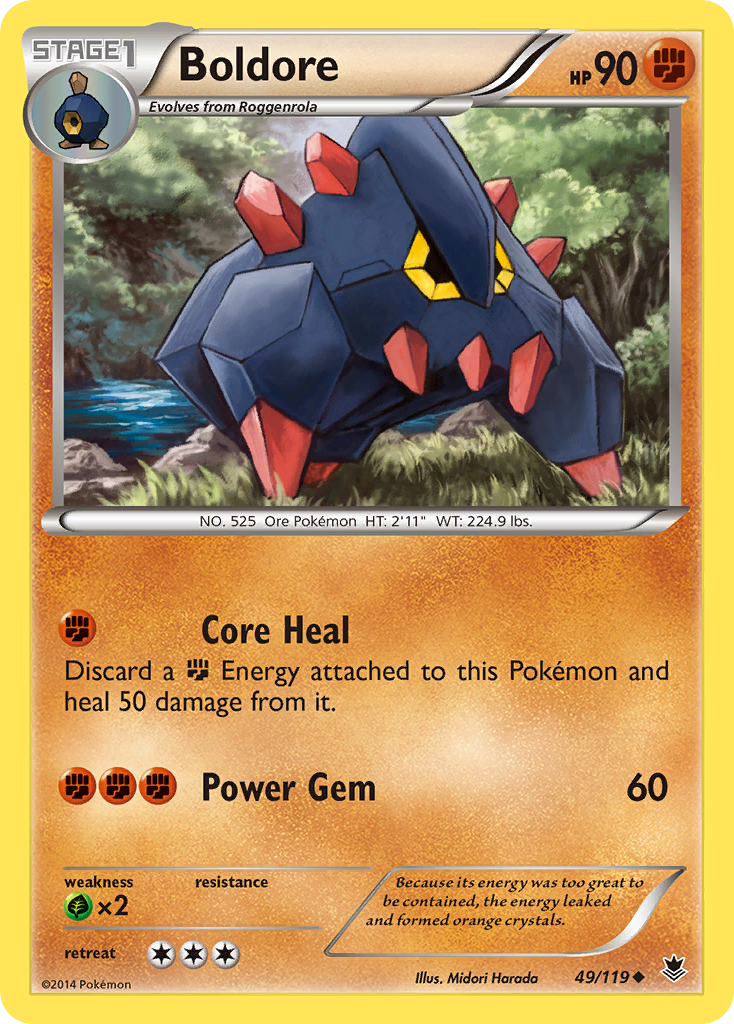 STAGE1
Boldore
HP 90
Evolves from Roggenrola
NO. 525 Ore Pokémon HT: 2'11" WT: 224.9 lbs.
Core Heal
Discard a Energy attached to this Pokémon and
heal 50 damage from it.
Power Gem 60
weakness
resistance
×2
Because its energy was too great to
be contained, the energy leaked
and formed orange crystals.
retreat
©2014 Pokémon
Illus. Midori Harada
49/119